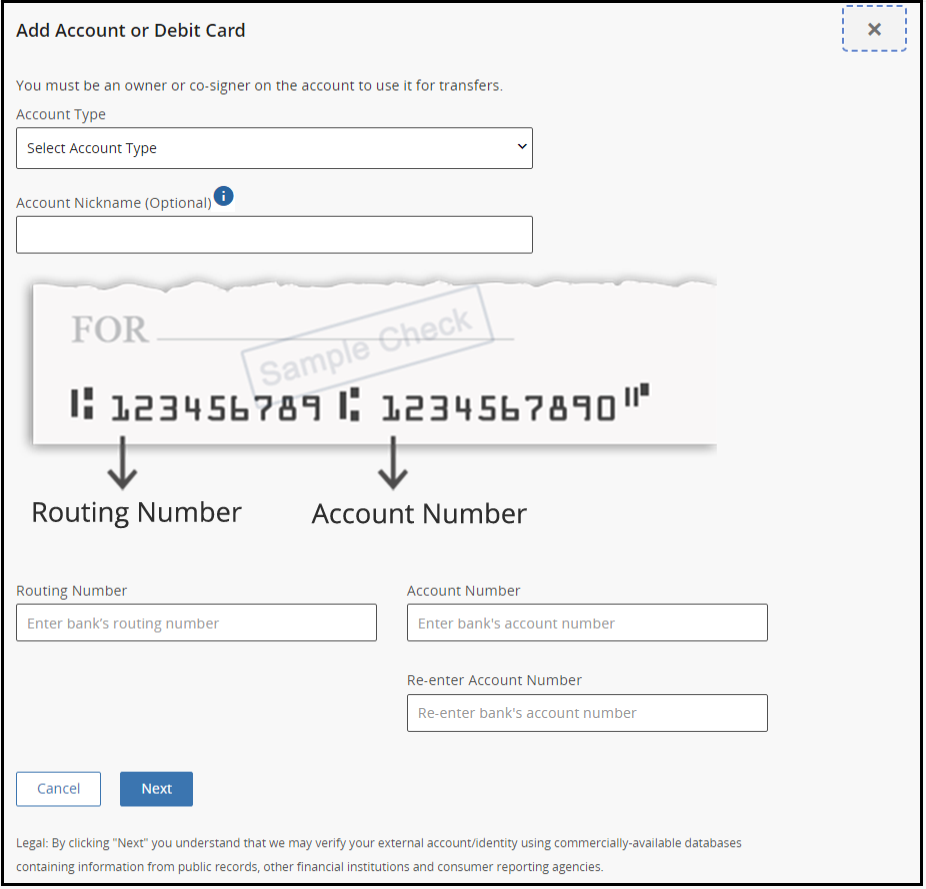 Add Account or Debit Card
×
You must be an owner or co-signer on the account to use it for transfers.
Account Type
Select Account Type
Account Nickname (Optional) i
FOR
Sample Check
⑆ 123456789 ⑆ 1234567890 ⑈
Routing Number Account Number
Routing Number Account Number
Enter bank’s routing number Enter bank's account number
Re-enter Account Number
Re-enter bank's account number
Cancel Next
Legal: By clicking "Next" you understand that we may verify your external account/identity using commercially-available databases
containing information from public records, other financial institutions and consumer reporting agencies.